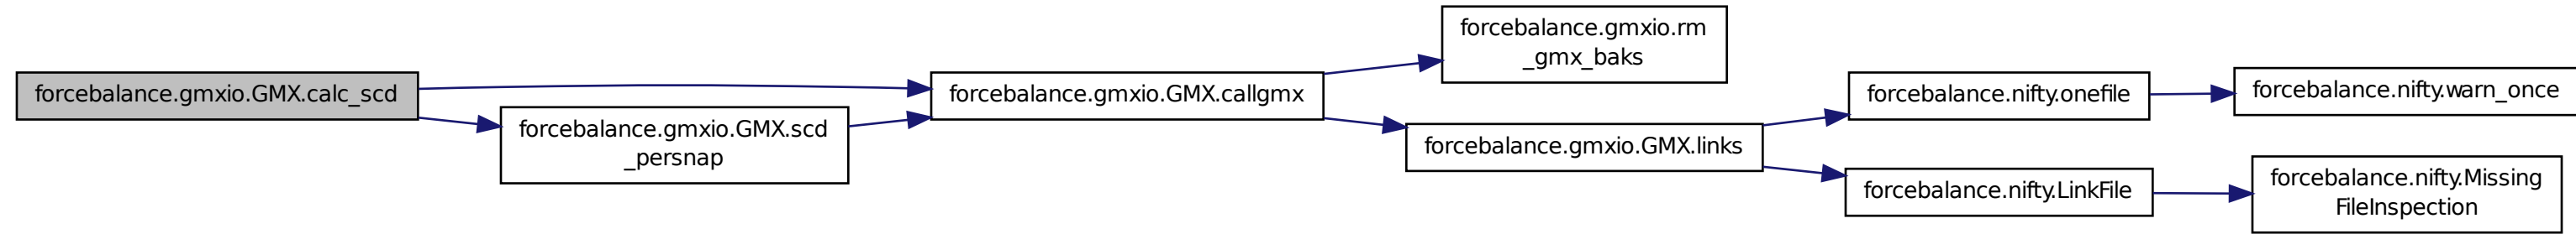 forcebalance.gmxio.GMX.calc_scd
forcebalance.gmxio.GMX.scd
_persnap
forcebalance.gmxio.GMX.callgmx
forcebalance.gmxio.rm
_gmx_baks
forcebalance.gmxio.GMX.links
forcebalance.nifty.onefile
forcebalance.nifty.LinkFile
forcebalance.nifty.warn_once
forcebalance.nifty.Missing
FileInspection